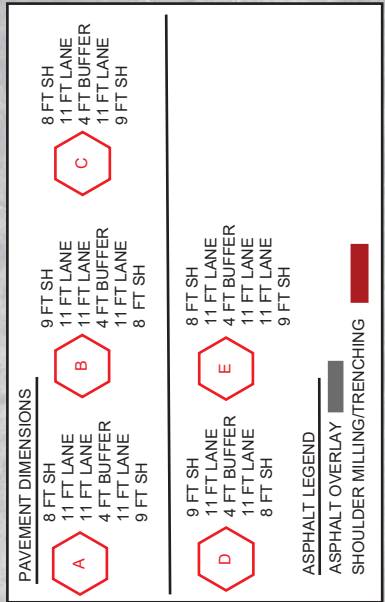 PAVEMENT DIMENSIONS
A
8 FT SH
11 FT LANE
11 FT LANE
4 FT BUFFER
11 FT LANE
9 FT SH
B
9 FT SH
11 FT LANE
11 FT LANE
4 FT BUFFER
11 FT LANE
8 FT SH
C
8 FT SH
11 FT LANE
4 FT BUFFER
11 FT LANE
9 FT SH
D
9 FT SH
11 FT LANE
4 FT BUFFER
11 FT LANE
8 FT SH
E
8 FT SH
11 FT LANE
4 FT BUFFER
11 FT LANE
11 FT LANE
9 FT SH
ASPHALT LEGEND
ASPHALT OVERLAY
SHOULDER MILLING/TRENCHING